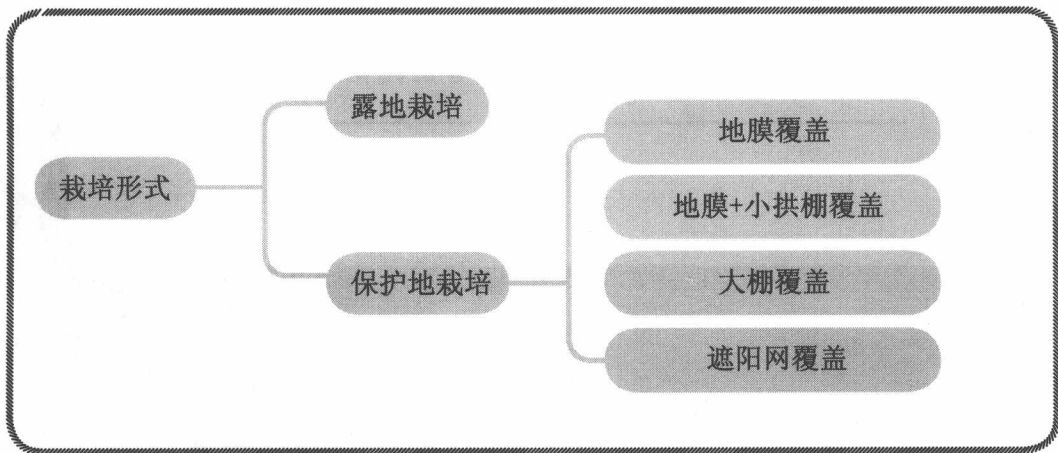 栽培形式
露地栽培
保护地栽培
地膜覆盖
地膜+小拱棚覆盖
大棚覆盖
遮阳网覆盖